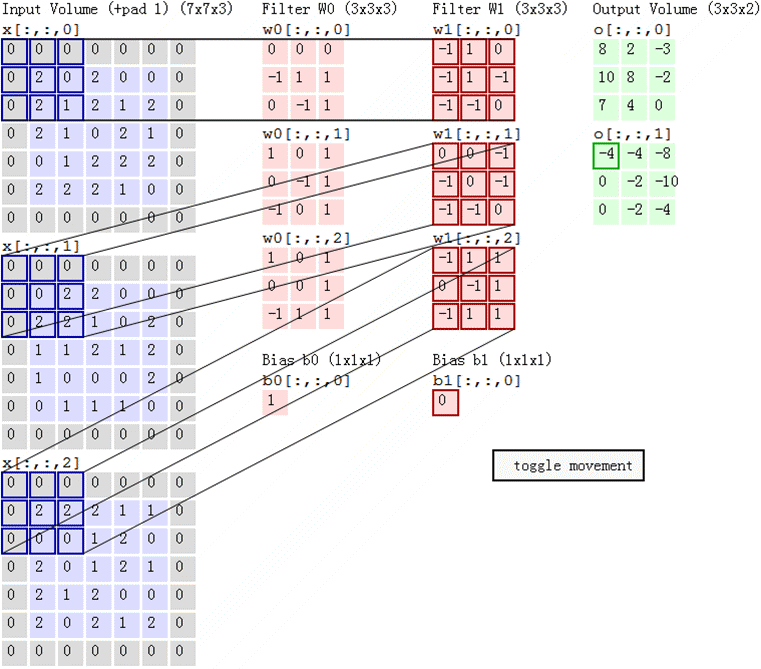 Input Volume (+pad 1) (7x7x3)
x[:,:,0]
0 0 0 0 0 0 0
0 2 0 2 0 0 0
0 2 1 2 1 2 0
0 2 1 0 2 1 0
0 0 1 2 2 2 0
0 2 2 2 1 0 0
0 0 0 0 0 0 0
x[:,:,1]
0 0 0 0 0 0 0
0 0 2 2 0 0 0
0 2 2 1 0 2 0
0 1 1 2 1 2 0
0 1 0 0 0 2 0
0 0 1 1 1 0 0
0 0 0 0 0 0 0
x[:,:,2]
0 0 0 0 0 0 0
0 2 2 2 1 1 0
0 0 0 1 2 0 0
0 2 0 1 2 1 0
0 2 1 2 0 0 0
0 2 0 2 1 2 0
0 0 0 0 0 0 0
Filter W0 (3x3x3)
w0[:,:,0]
0 0 0
-1 1 1
0 -1 1
w0[:,:,1]
1 0 1
0 -1 1
-1 0 1
w0[:,:,2]
1 0 1
0 0 1
-1 1 1
Bias b0 (1x1x1)
b0[:,:,0]
1
Filter W1 (3x3x3)
w1[:,:,0]
-1 1 0
-1 1 -1
-1 -1 0
w1[:,:,1]
0 0 -1
-1 0 -1
-1 -1 0
w1[:,:,2]
-1 1 1
0 -1 1
-1 1 1
Bias b1 (1x1x1)
b1[:,:,0]
0
Output Volume (3x3x2)
o[:,:,0]
8 2 -3
10 8 -2
7 4 0
o[:,:,1]
-4 -4 -8
0 -2 -10
0 -2 -4
toggle movement